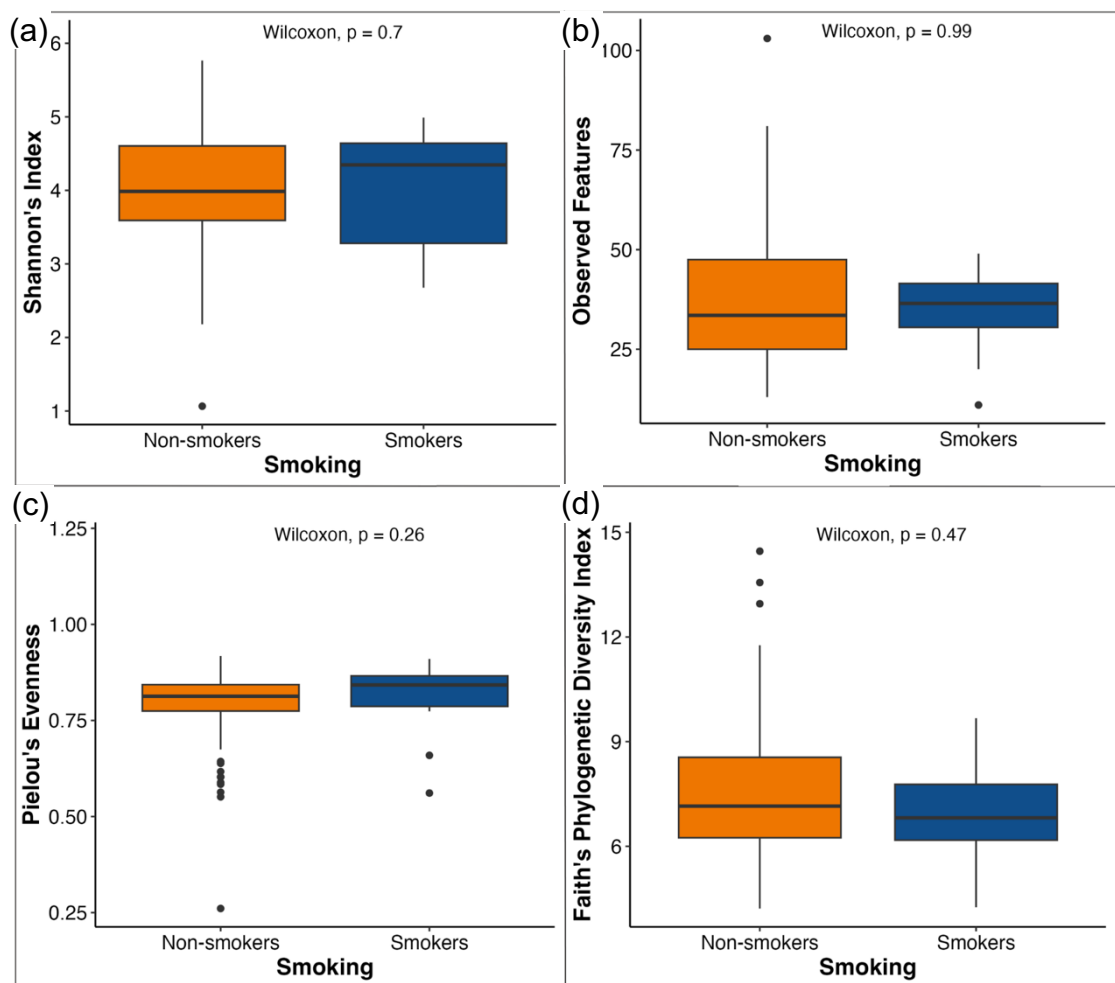 (a)
Wilcoxon, p = 0.7
Shannon's Index
6
5
4
3
2
1
Non-smokers
Smokers
Smoking
(b)
Wilcoxon, p = 0.99
Observed Features
100
75
50
25
Non-smokers
Smokers
Smoking
(c)
Wilcoxon, p = 0.26
Pielou's Evenness
1.25
1.00
0.75
0.50
0.25
Non-smokers
Smokers
Smoking
(d)
Wilcoxon, p = 0.47
Faith's Phylogenetic Diversity Index
15
12
9
6
Non-smokers
Smokers
Smoking